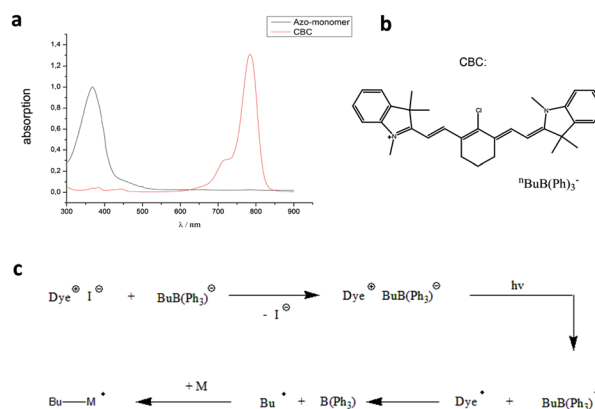 a
Azo-monomer
CBC
1,4
1,2
1,0
0,8
0,6
0,4
0,2
0,0
absorption
300 400 500 600 700 800 900
λ / nm
b
CBC:
Cl
N+
N
nBuB(Ph)3-
c
Dye⊕ I⊖ + BuB(Ph3)⊖ - I⊖ Dye⊕ BuB(Ph3)⊖ hν
Bu—M• + M Bu• + B(Ph3) Dye• + BuB(Ph3)